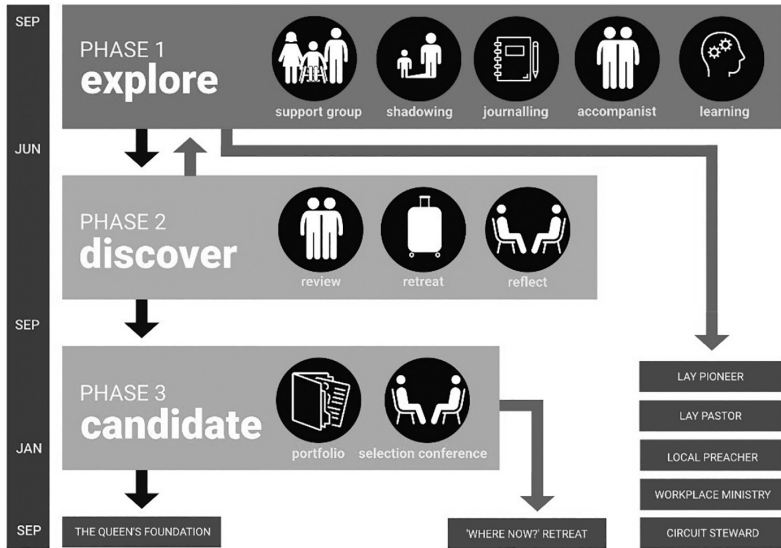 SEP
PHASE 1
explore
support group
shadowing
journalling
accompanist
learning
JUN
PHASE 2
discover
review
retreat
reflect
SEP
PHASE 3
candidate
portfolio
selection conference
JAN
LAY PIONEER
LAY PASTOR
LOCAL PREACHER
WORKPLACE MINISTRY
CIRCUIT STEWARD
SEP
THE QUEEN'S FOUNDATION
'WHERE NOW?' RETREAT